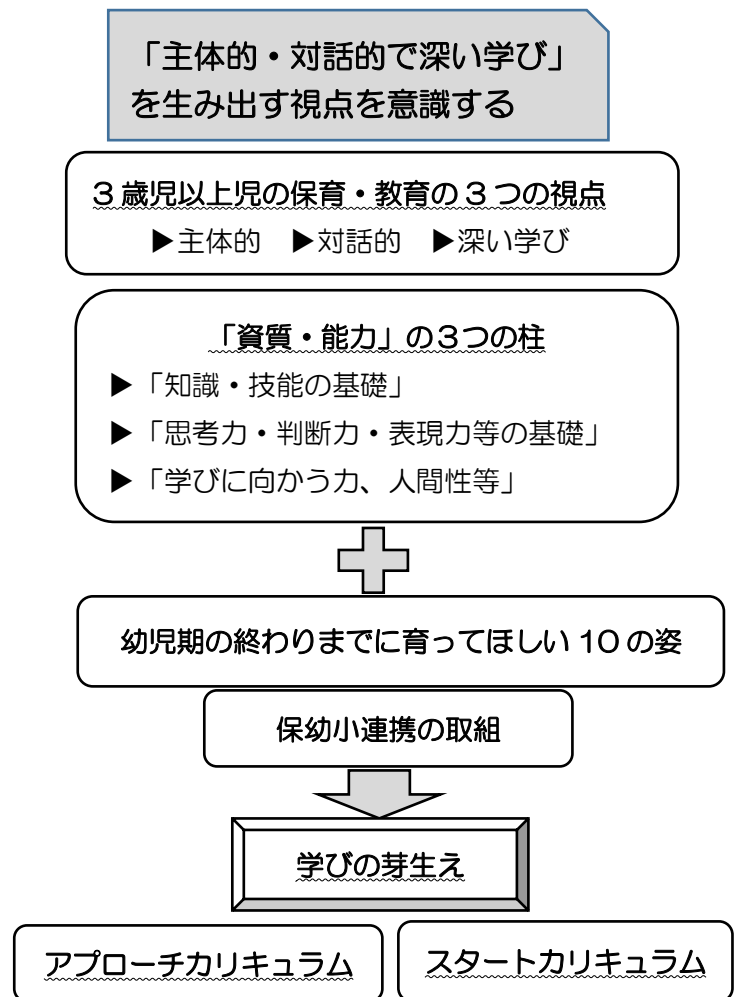 「主体的・対話的で深い学び」
を生み出す視点を意識する
3歳児以上児の保育・教育の3つの視点
▶主体的 ▶対話的 ▶深い学び
「資質・能力」の3つの柱
▶「知識・技能の基礎」
▶「思考力・判断力・表現力等の基礎」
▶「学びに向かう力、人間性等」
幼児期の終わりまでに育ってほしい10の姿
保幼小連携の取組
学びの芽生え
アプローチカリキュラム
スタートカリキュラム